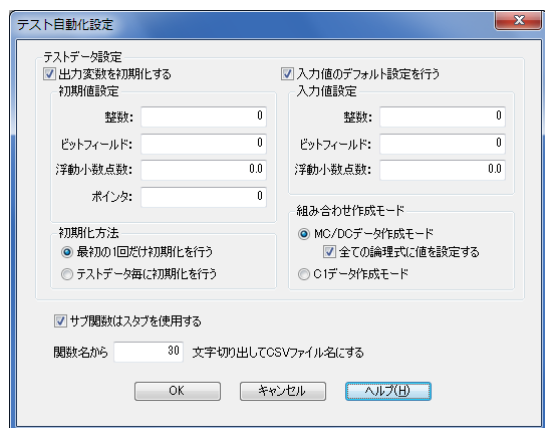 テスト自動化設定
テストデータ設定
出力変数を初期化する
初期値設定
整数: 0
ビットフィールド: 0
浮動小数点数: 0.0
ポインタ: 0
初期化方法
最初の1回だけ初期化を行う
テストデータ毎に初期化を行う
入力値のデフォルト設定を行う
入力値設定
整数: 0
ビットフィールド: 0
浮動小数点数: 0.0
組み合わせ作成モード
MC/DCデータ作成モード
全ての論理式に値を設定する
C1データ作成モード
サブ関数はスタブを使用する
関数名から 30 文字切り出してCSVファイル名にする
OK キャンセル ヘルプ(H)